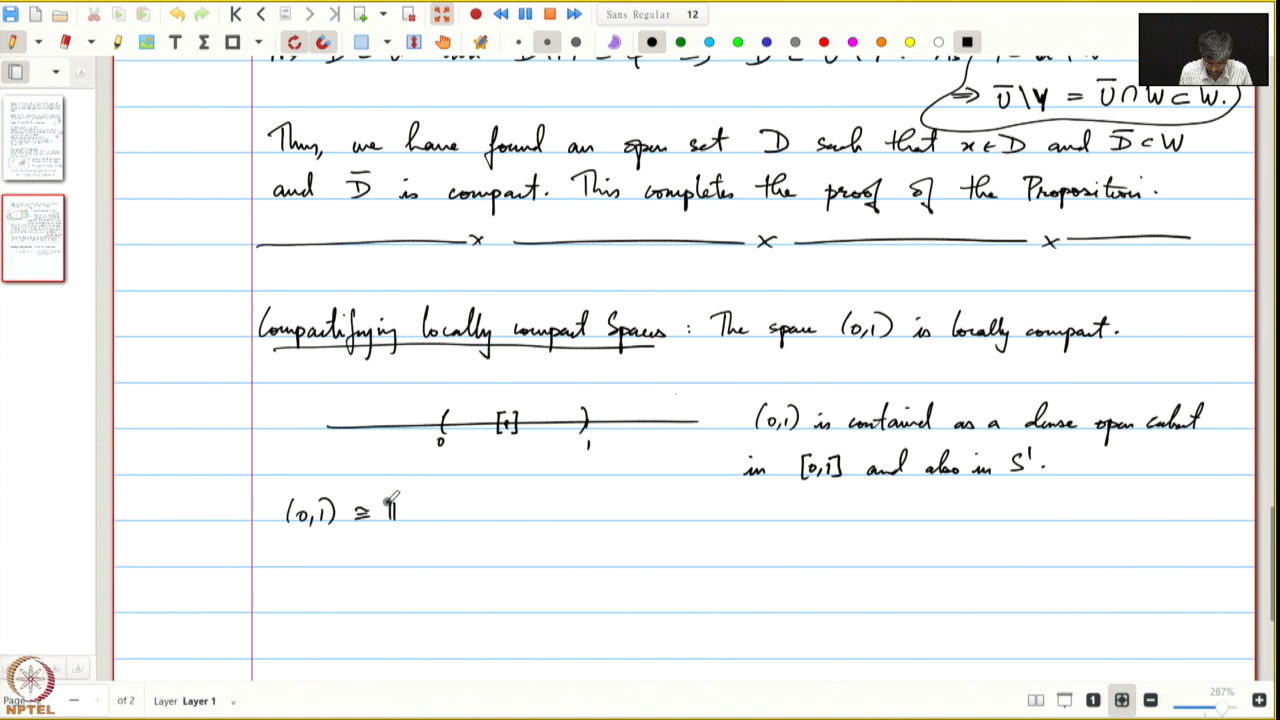 Sans Regular 12
⇒ Ū\V = Ū∩W ⊂ W.
Thus, we have found an open set D such that x∈D and D̄ ⊂ W
and D̄ is compact. This completes the proof of the Proposition.
x x x
Compactifying locally compact Spaces : The space (0,1) is locally compact.
( [·] )
0 1
(0,1) is contained as a dense open subset
in [0,1] and also in S¹.
(0,1) ≅
of 2 Layer Layer 1
287%
NPTEL